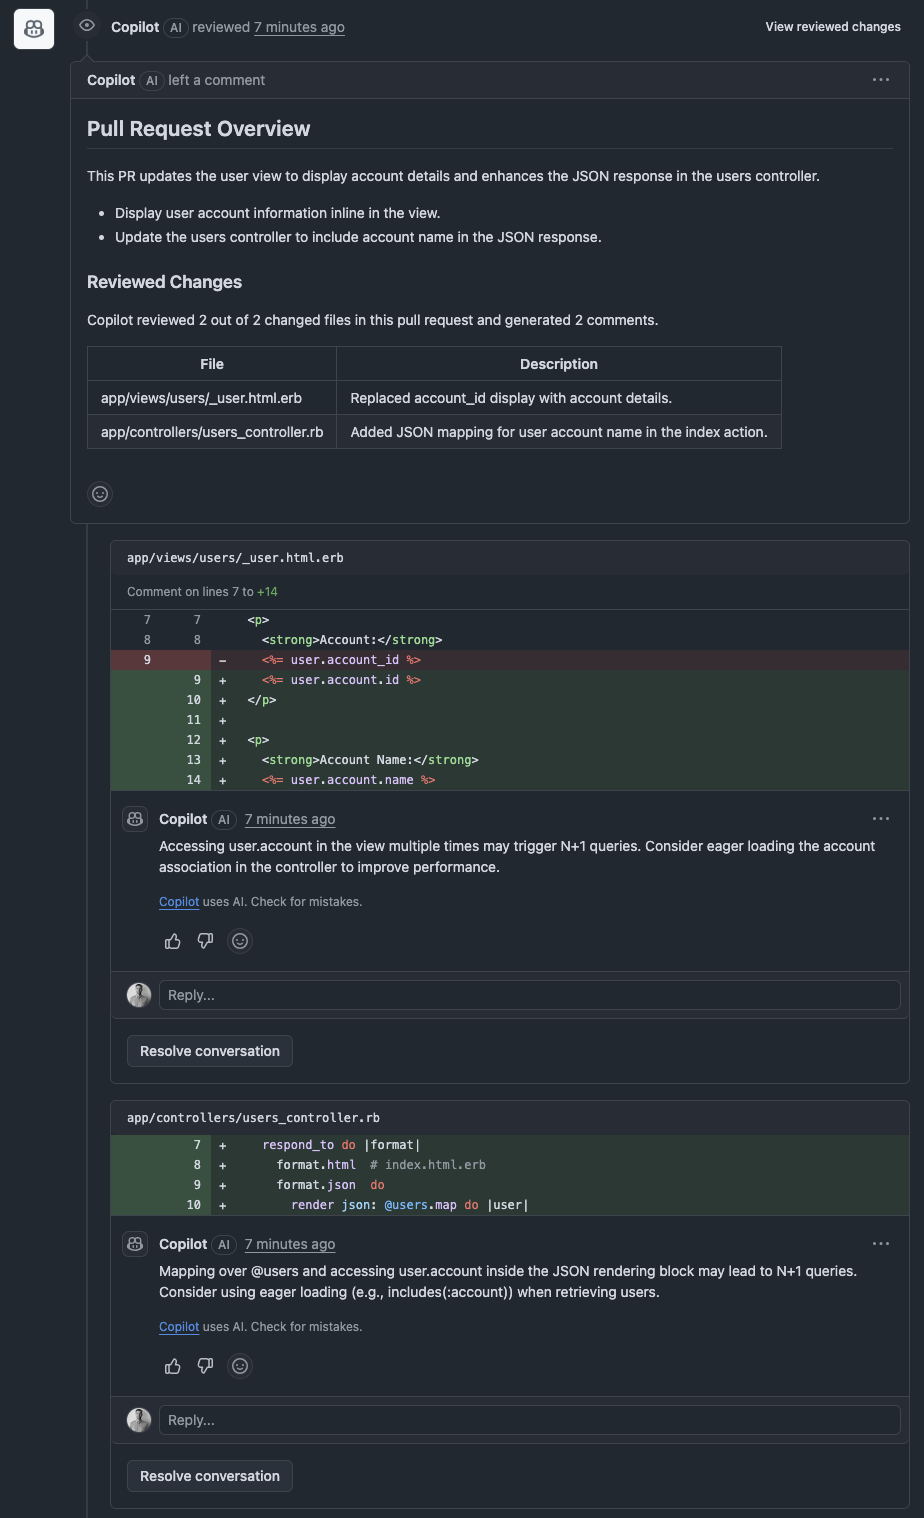 Copilot AI reviewed 7 minutes ago View reviewed changes
Copilot AI left a comment
Pull Request Overview
This PR updates the user view to display account details and enhances the JSON response in the users controller.
• Display user account information inline in the view.
• Update the users controller to include account name in the JSON response.
Reviewed Changes
Copilot reviewed 2 out of 2 changed files in this pull request and generated 2 comments.
File Description
app/views/users/_user.html.erb Replaced account_id display with account details.
app/controllers/users_controller.rb Added JSON mapping for user account name in the index action.
app/views/users/_user.html.erb
Comment on lines 7 to +14
7 7 <p>
8 8 <strong>Account:</strong>
9 - <%= user.account_id %>
9 + <%= user.account.id %>
10 + </p>
11 +
12 + <p>
13 + <strong>Account Name:</strong>
14 + <%= user.account.name %>
Copilot AI 7 minutes ago
Accessing user.account in the view multiple times may trigger N+1 queries. Consider eager loading the account
association in the controller to improve performance.
Copilot uses AI. Check for mistakes.
Reply...
Resolve conversation
app/controllers/users_controller.rb
7 + respond_to do |format|
8 + format.html # index.html.erb
9 + format.json do
10 + render json: @users.map do |user|
Copilot AI 7 minutes ago
Mapping over @users and accessing user.account inside the JSON rendering block may lead to N+1 queries.
Consider using eager loading (e.g., includes(:account)) when retrieving users.
Copilot uses AI. Check for mistakes.
Reply...
Resolve conversation